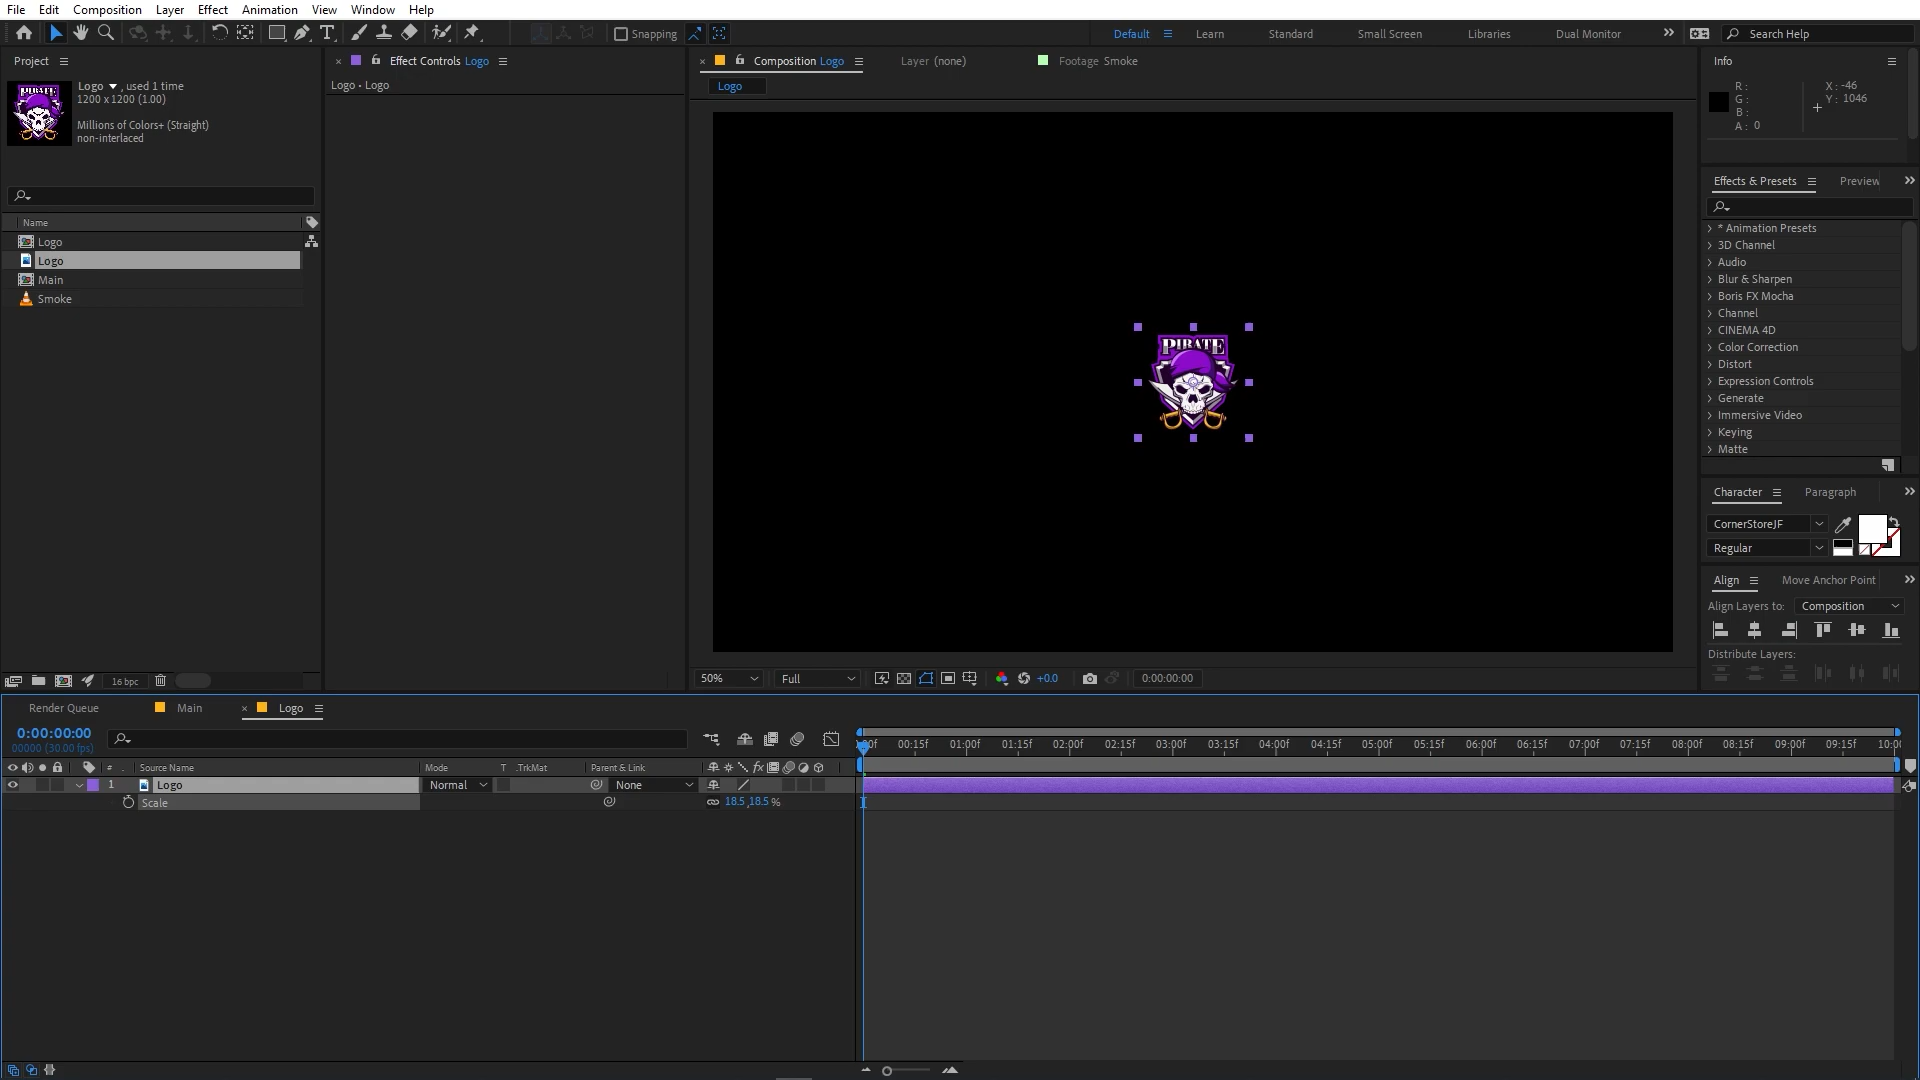 File Edit Composition Layer Effect Animation View Window Help
Snapping
Default Learn Standard Small Screen Libraries Dual Monitor Search Help
Project
Logo , used 1 time
1200 x 1200 (1.00)
Millions of Colors+ (Straight)
non-interlaced
Name
Logo
Logo
Main
Smoke
16 bpc
Effect Controls Logo
Logo • Logo
Composition Logo Layer (none) Footage Smoke
Logo
PIRATE
50% Full +0.0 0:00:00:00
Info
R :
G :
B :
A : 0
X : -46
Y : 1046
Effects & Presets Preview
* Animation Presets
3D Channel
Audio
Blur & Sharpen
Boris FX Mocha
Channel
CINEMA 4D
Color Correction
Distort
Expression Controls
Generate
Immersive Video
Keying
Matte
Character Paragraph
CornerStoreJF
Regular
Align Move Anchor Point
Align Layers to: Composition
Distribute Layers:
Render Queue Main Logo
0:00:00:00
00000 (30.00 fps)
00:15f 01:00f 01:15f 02:00f 02:15f 03:00f 03:15f 04:00f 04:15f 05:00f 05:15f 06:00f 06:15f 07:00f 07:15f 08:00f 08:15f 09:00f 09:15f 10:00
# Source Name Mode T .TrkMat Parent & Link
1 Logo Normal None
Scale 18.5,18.5 %